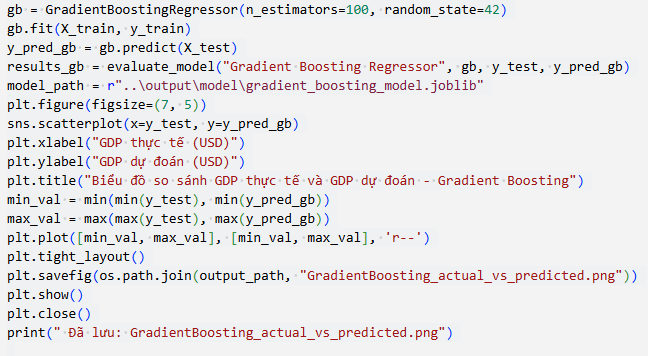 gb = GradientBoostingRegressor(n_estimators=100, random_state=42)
gb.fit(X_train, y_train)
y_pred_gb = gb.predict(X_test)
results_gb = evaluate_model("Gradient Boosting Regressor", gb, y_test, y_pred_gb)
model_path = r"..\output\model\gradient_boosting_model.joblib"
plt.figure(figsize=(7, 5))
sns.scatterplot(x=y_test, y=y_pred_gb)
plt.xlabel("GDP thực tế (USD)")
plt.ylabel("GDP dự đoán (USD)")
plt.title("Biểu đồ so sánh GDP thực tế và GDP dự đoán - Gradient Boosting")
min_val = min(min(y_test), min(y_pred_gb))
max_val = max(max(y_test), max(y_pred_gb))
plt.plot([min_val, max_val], [min_val, max_val], 'r--')
plt.tight_layout()
plt.savefig(os.path.join(output_path, "GradientBoosting_actual_vs_predicted.png"))
plt.show()
plt.close()
print(" Đã lưu: GradientBoosting_actual_vs_predicted.png")